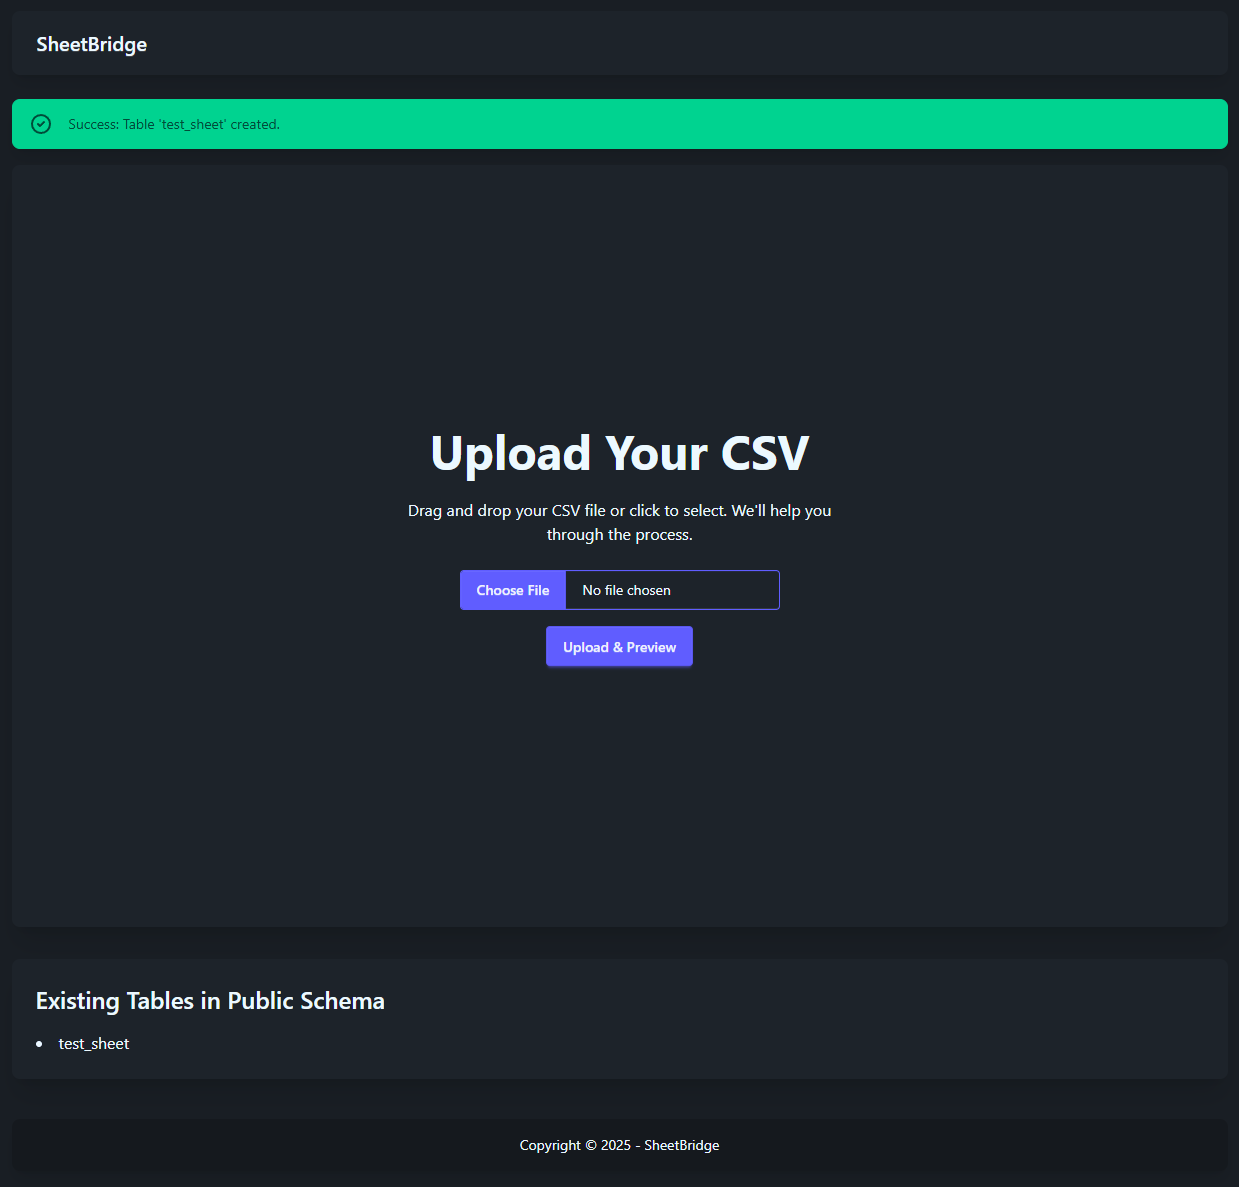 SheetBridge
Success: Table 'test_sheet' created.
Upload Your CSV
Drag and drop your CSV file or click to select. We'll help you
through the process.
Choose File No file chosen
Upload & Preview
Existing Tables in Public Schema
• test_sheet
Copyright © 2025 - SheetBridge